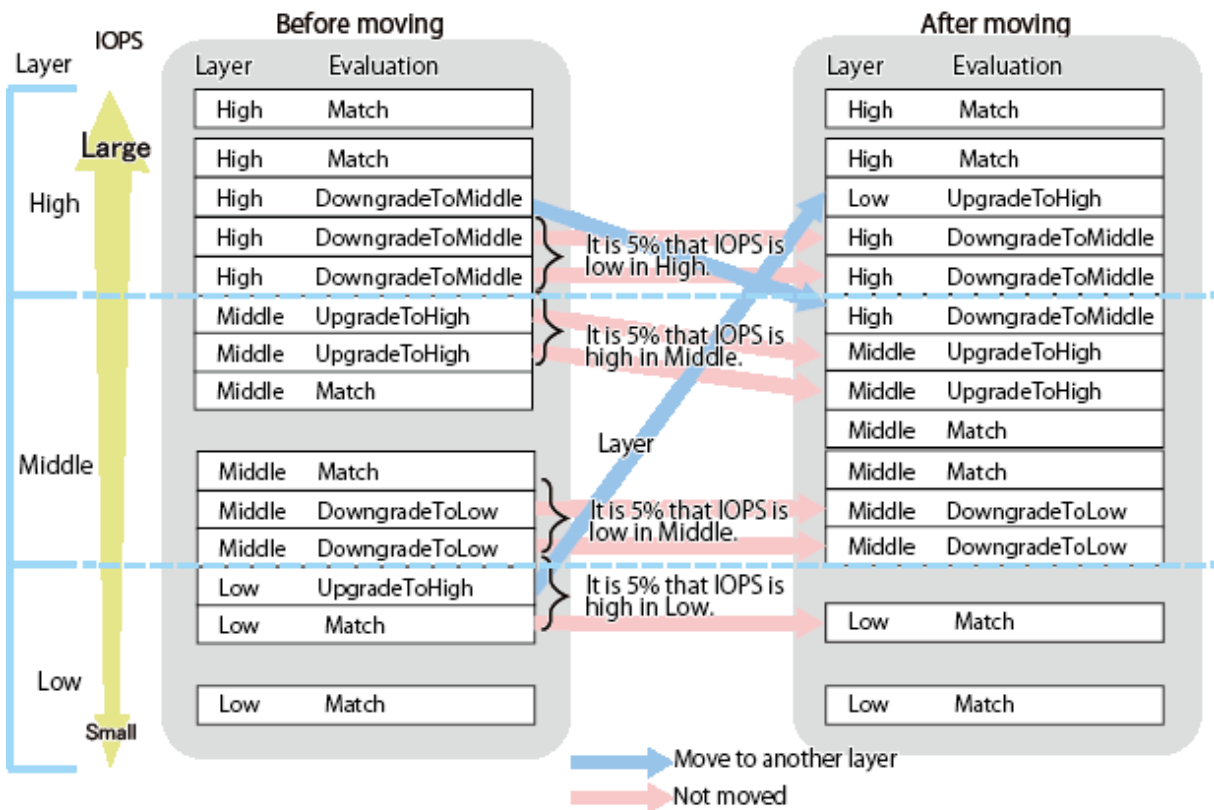 IOPS
Layer
Large
High
Middle
Low
Small
Before moving
Layer Evaluation
High Match
High Match
High DowngradeToMiddle
High DowngradeToMiddle
High DowngradeToMiddle
Middle UpgradeToHigh
Middle UpgradeToHigh
Middle Match
Middle Match
Middle DowngradeToLow
Middle DowngradeToLow
Low UpgradeToHigh
Low Match
Low Match
It is 5% that IOPS is
low in High.
It is 5% that IOPS is
high in Middle.
Layer
It is 5% that IOPS is
low in Middle.
It is 5% that IOPS is
high in Low.
After moving
Layer Evaluation
High Match
High Match
Low UpgradeToHigh
High DowngradeToMiddle
High DowngradeToMiddle
High DowngradeToMiddle
Middle UpgradeToHigh
Middle UpgradeToHigh
Middle Match
Middle Match
Middle DowngradeToLow
Middle DowngradeToLow
Low Match
Low Match
Move to another layer
Not moved